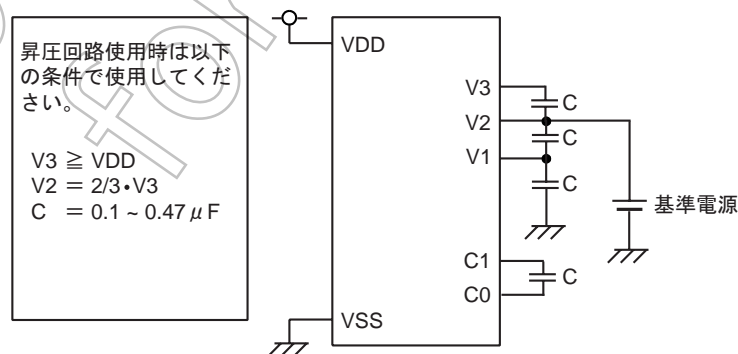 昇圧回路使用時は以下
の条件で使用してくだ
さい。
V3 ≧ VDD
V2 = 2/3•V3
C = 0.1 ~ 0.47 μ F
VDD
V3
C
V2
C
V1
C
基準電源
C1
C
C0
VSS
for